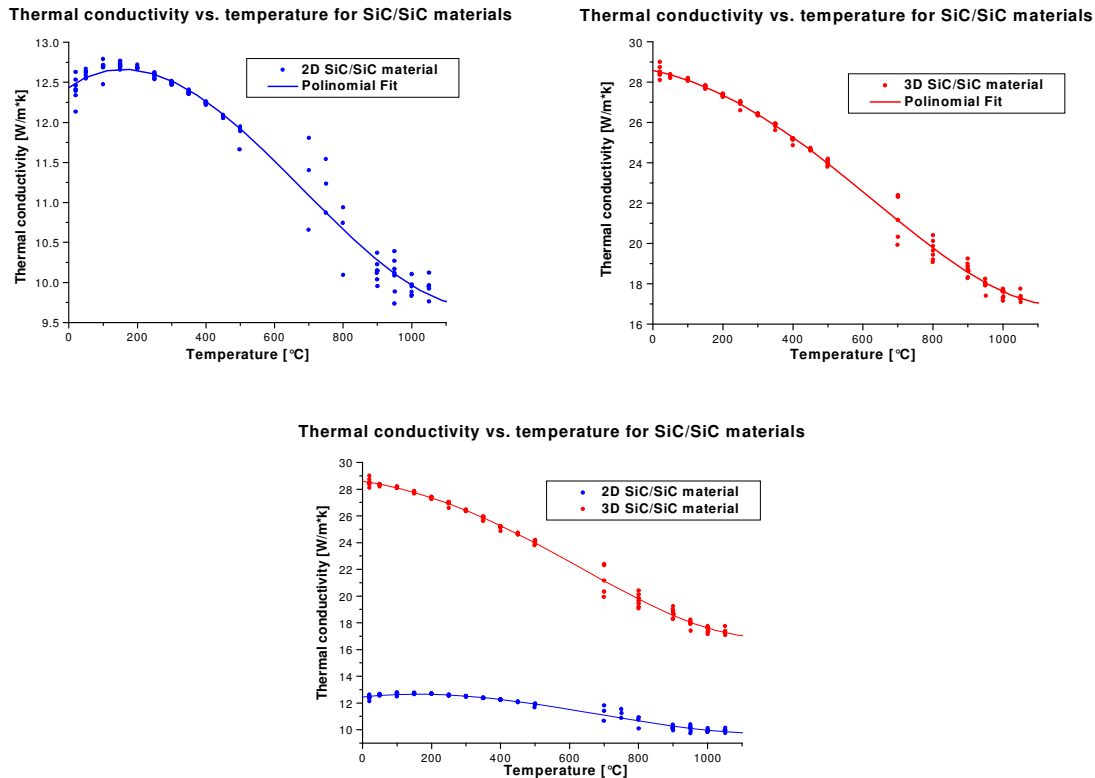 Thermal conductivity vs. temperature for SiC/SiC materials
13.0
12.5
12.0
11.5
11.0
10.5
10.0
9.5
Thermal conductivity [W/m*k]
2D SiC/SiC material
Polinomial Fit
0 200 400 600 800 1000
Temperature [°C]
Thermal conductivity vs. temperature for SiC/SiC materials
30
28
26
24
22
20
18
16
Thermal conductivity [W/m*k]
3D SiC/SiC material
Polinomial Fit
0 200 400 600 800 1000
Temperature [°C]
Thermal conductivity vs. temperature for SiC/SiC materials
30
28
26
24
22
20
18
16
14
12
10
Thermal conductivity [W/m*k]
2D SiC/SiC material
3D SiC/SiC material
0 200 400 600 800 1000
Temperature [°C]